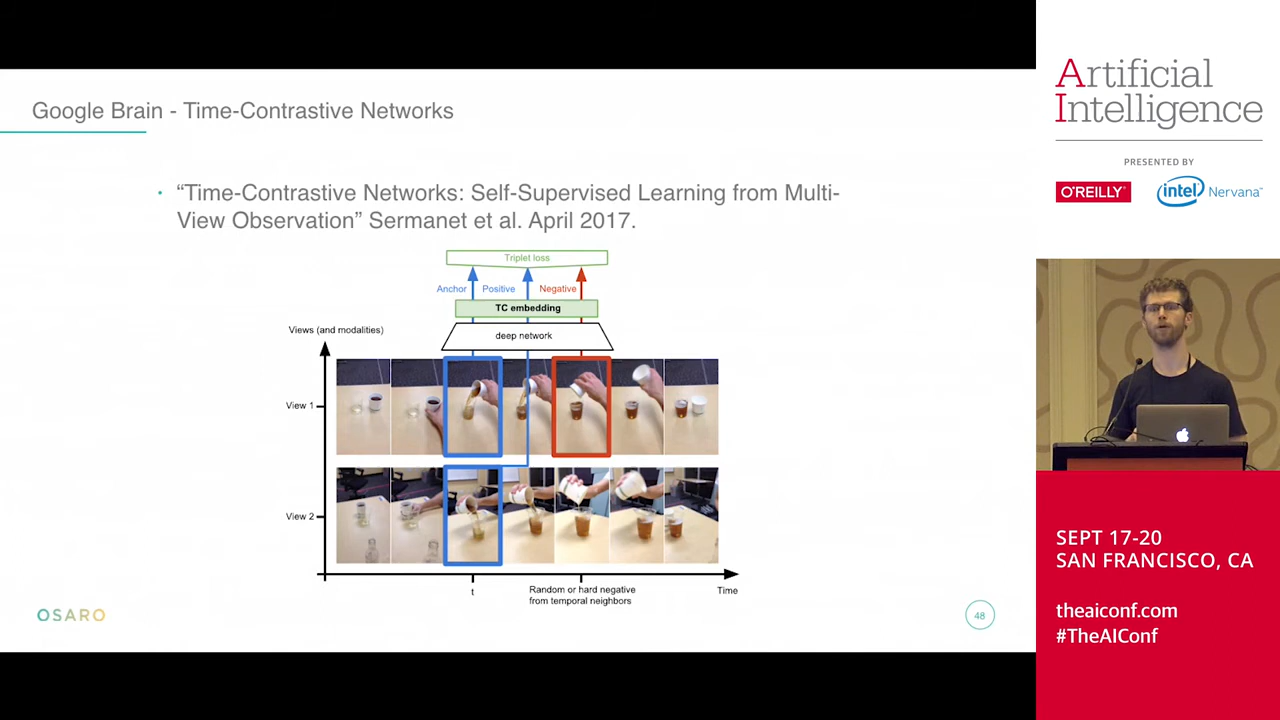 Google Brain - Time-Contrastive Networks
• “Time-Contrastive Networks: Self-Supervised Learning from Multi-
View Observation” Sermanet et al. April 2017.
Triplet loss
Anchor Positive Negative
TC embedding
deep network
Views (and modalities)
View 1
View 2
t
Random or hard negative
from temporal neighbors
Time
OSARO
48
Artificial
Intelligence
PRESENTED BY
O'REILLY®
intel Nervana™
SEPT 17-20
SAN FRANCISCO, CA
theaiconf.com
#TheAIConf